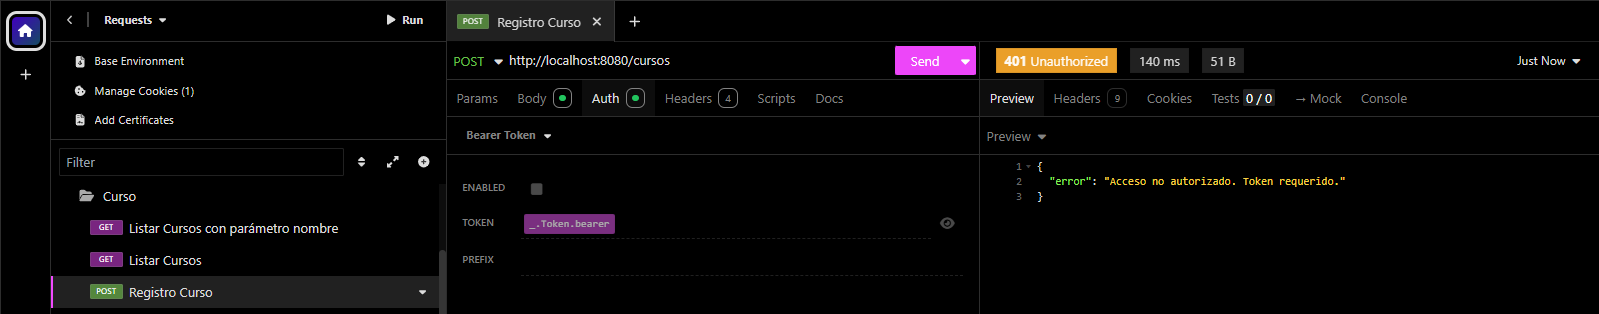 Requests
Run
Base Environment
Manage Cookies (1)
Add Certificates
Filter
Curso
GET Listar Cursos con parámetro nombre
GET Listar Cursos
POST Registro Curso
POST Registro Curso
POST http://localhost:8080/cursos
Send
Params Body Auth Headers 4 Scripts Docs
Bearer Token
ENABLED
TOKEN _.Token.bearer
PREFIX
401 Unauthorized 140 ms 51 B Just Now
Preview Headers 9 Cookies Tests 0 / 0 → Mock Console
Preview
1 {
2 "error": "Acceso no autorizado. Token requerido."
3 }